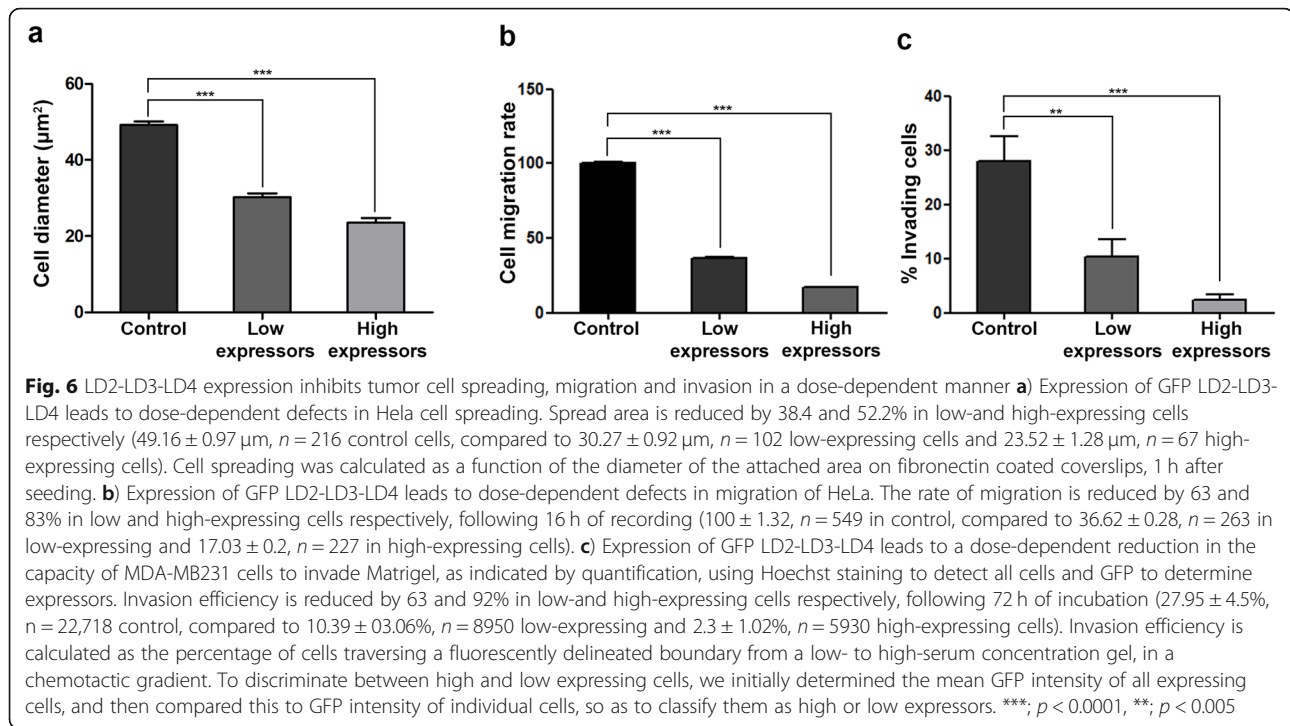 a
b
c
60
40
20
0
Cell diameter (µm²)
***
***
Control
Low
expressors
High
expressors
150
100
50
0
Cell migration rate
***
***
Control
Low
expressors
High
expressors
40
30
20
10
0
% Invading cells
***
**
Control
Low
expressors
High
expressors
Fig. 6 LD2-LD3-LD4 expression inhibits tumor cell spreading, migration and invasion in a dose-dependent manner a) Expression of GFP LD2-LD3-
LD4 leads to dose-dependent defects in Hela cell spreading. Spread area is reduced by 38.4 and 52.2% in low-and high-expressing cells
respectively (49.16 ± 0.97 µm, n = 216 control cells, compared to 30.27 ± 0.92 µm, n = 102 low-expressing cells and 23.52 ± 1.28 µm, n = 67 high-
expressing cells). Cell spreading was calculated as a function of the diameter of the attached area on fibronectin coated coverslips, 1 h after
seeding. b) Expression of GFP LD2-LD3-LD4 leads to dose-dependent defects in migration of HeLa. The rate of migration is reduced by 63 and
83% in low and high-expressing cells respectively, following 16 h of recording (100 ± 1.32, n = 549 in control, compared to 36.62 ± 0.28, n = 263 in
low-expressing and 17.03 ± 0.2, n = 227 in high-expressing cells). c) Expression of GFP LD2-LD3-LD4 leads to a dose-dependent reduction in the
capacity of MDA-MB231 cells to invade Matrigel, as indicated by quantification, using Hoechst staining to detect all cells and GFP to determine
expressors. Invasion efficiency is reduced by 63 and 92% in low-and high-expressing cells respectively, following 72 h of incubation (27.95 ± 4.5%,
n = 22,718 control, compared to 10.39 ± 03.06%, n = 8950 low-expressing and 2.3 ± 1.02%, n = 5930 high-expressing cells). Invasion efficiency is
calculated as the percentage of cells traversing a fluorescently delineated boundary from a low- to high-serum concentration gel, in a
chemotactic gradient. To discriminate between high and low expressing cells, we initially determined the mean GFP intensity of all expressing
cells, and then compared this to GFP intensity of individual cells, so as to classify them as high or low expressors. ***; p < 0.0001, **; p < 0.005